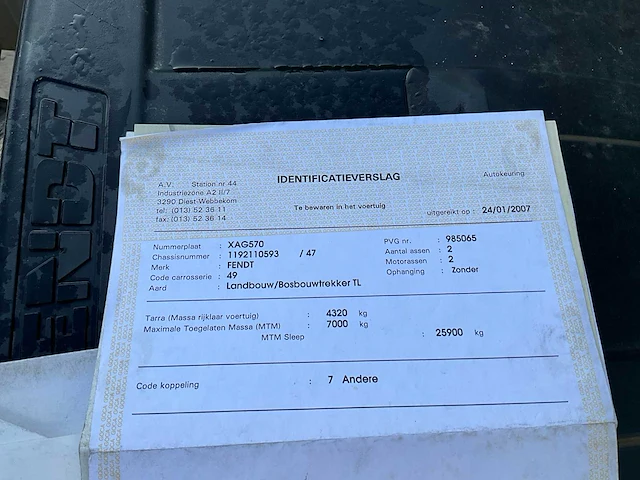 FENDT
IDENTIFICATIEVERSLAG
Autokeuring
A.V. Station nr 44
Industriezone A2 II/7
3290 Diest-Webbekom
tel: (013) 52 36 11
fax: (013) 52 36 14
Te bewaren in het voertuig
uitgereikt op : 24/01/2007
Nummerplaat : XAG570
Chassisnummer : 1192110593 / 47
Merk : FENDT
Code carrosserie : 49
Aard : Landbouw/BosbouwtrekkerTL
PVG nr. : 985065
Aantal assen : 2
Motorassen : 2
Ophanging : Zonder
Tarra (Massa rijklaar voertuig) : 4320 kg
Maximale Toegelaten Massa (MTM) : 7000 kg
MTM Sleep : 25900 kg
Code koppeling : 7 Andere